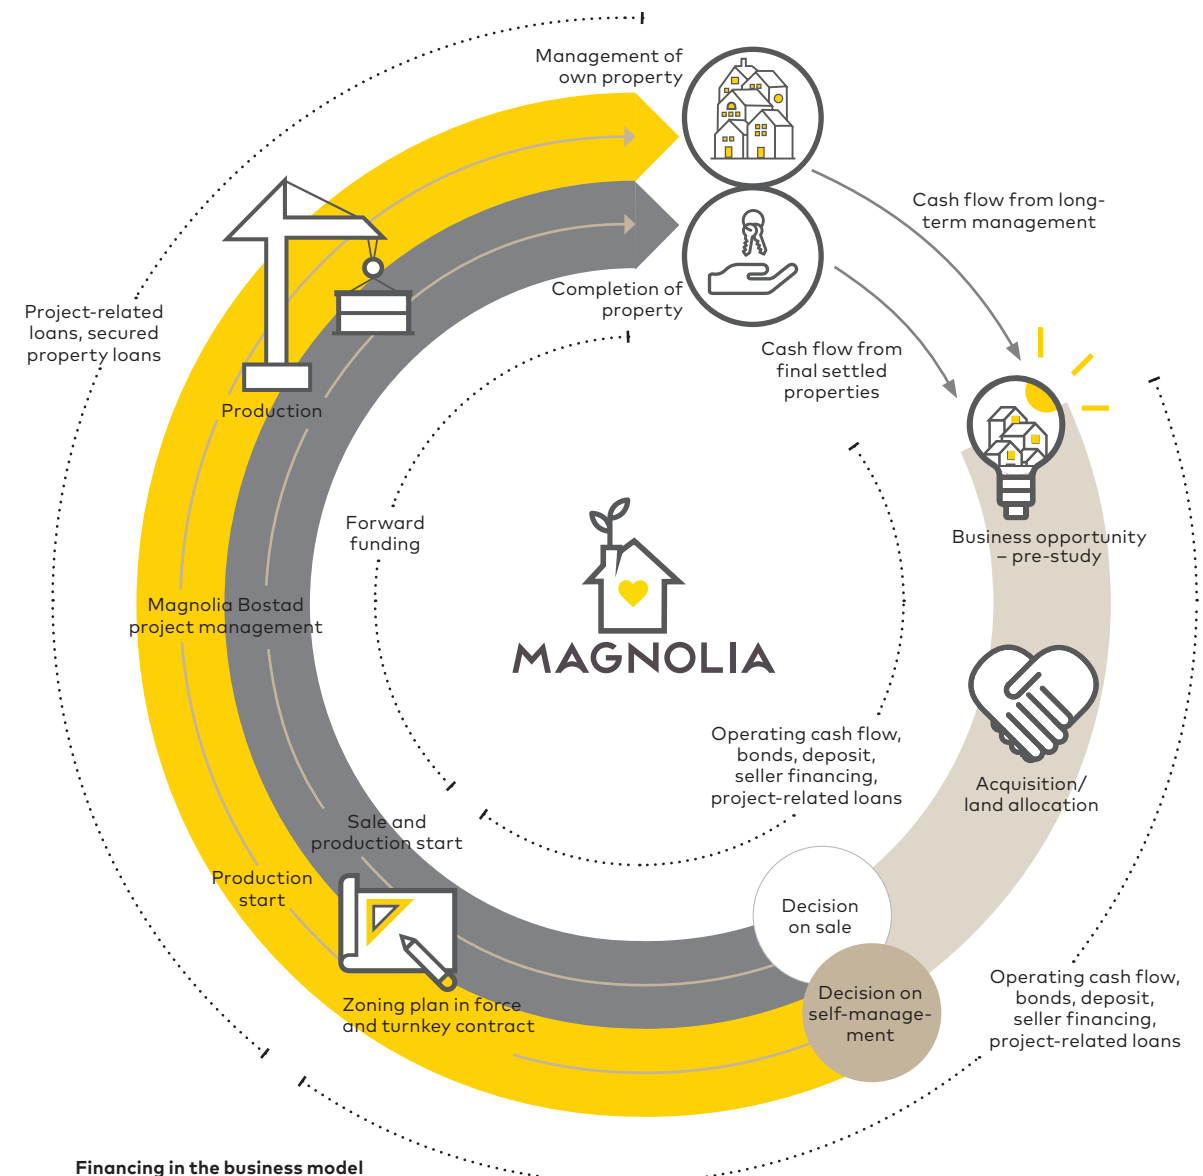 Management of
own property
Cash flow from long-
term management
Completion of
property
Project-related
loans, secured
property loans
Cash flow from
final settled
properties
Production
Forward
funding
Business opportunity
– pre-study
Magnolia Bostad
project management
MAGNOLIA
Operating cash flow,
bonds, deposit,
seller financing,
project-related loans
Acquisition/
land allocation
Sale and
production start
Production
start
Decision
on sale
Decision on
self-manage-
ment
Zoning plan in force
and turnkey contract
Operating cash flow,
bonds, deposit,
seller financing,
project-related loans
Financing in the business model